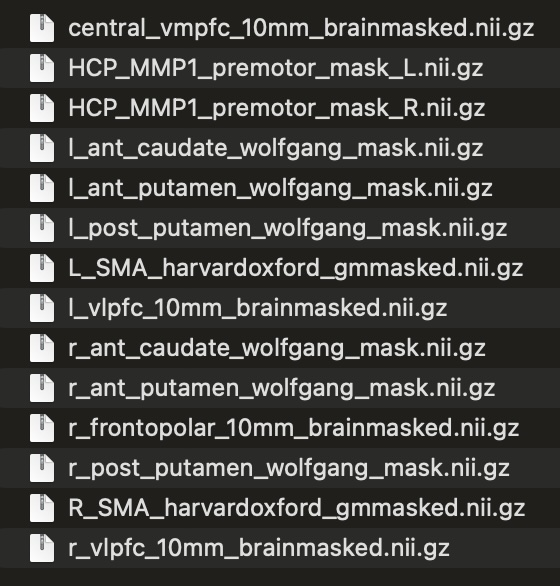 central_vmpfc_10mm_brainmasked.nii.gz
HCP_MMP1_premotor_mask_L.nii.gz
HCP_MMP1_premotor_mask_R.nii.gz
l_ant_caudate_wolfgang_mask.nii.gz
l_ant_putamen_wolfgang_mask.nii.gz
l_post_putamen_wolfgang_mask.nii.gz
L_SMA_harvardoxford_gmmasked.nii.gz
l_vlpfc_10mm_brainmasked.nii.gz
r_ant_caudate_wolfgang_mask.nii.gz
r_ant_putamen_wolfgang_mask.nii.gz
r_frontopolar_10mm_brainmasked.nii.gz
r_post_putamen_wolfgang_mask.nii.gz
R_SMA_harvardoxford_gmmasked.nii.gz
r_vlpfc_10mm_brainmasked.nii.gz